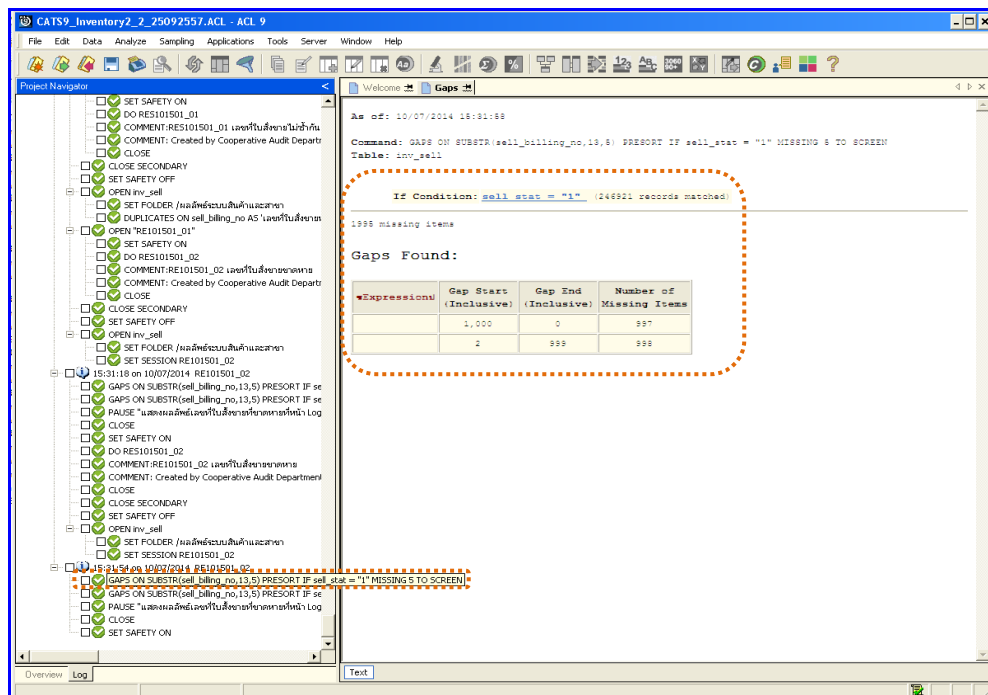 CATS9_Inventory2_2_25092557.ACL - ACL 9
File Edit Data Analyze Sampling Applications Tools Server Window Help
Project Navigator <
SET SAFETY ON
DO RES101501_01
COMMENT:RES101501_01 เลขที่ใบสั่งขายไม่ซ้ำกัน
COMMENT: Created by Cooperative Audit Departm
CLOSE
CLOSE SECONDARY
SET SAFETY OFF
OPEN inv_sell
SET FOLDER /ผลลัพธ์ระบบสินค้าและสาขา
DUPLICATES ON sell_billing_no AS 'เลขที่ใบสั่งขาย
OPEN "RE101501_01"
SET SAFETY ON
DO RES101501_02
COMMENT:RE101501_02 เลขที่ใบสั่งขายขาดหาย
COMMENT: Created by Cooperative Audit Departm
CLOSE
CLOSE SECONDARY
SET SAFETY OFF
OPEN inv_sell
SET FOLDER /ผลลัพธ์ระบบสินค้าและสาขา
SET SESSION RE101501_02
15:31:18 on 10/07/2014 RE101501_02
GAPS ON SUBSTR(sell_billing_no,13,5) PRESORT IF se
GAPS ON SUBSTR(sell_billing_no,13,5) PRESORT IF se
PAUSE "แสดงผลลัพธ์เลขที่ใบสั่งขายที่ขาดหายที่หน้า Log
CLOSE
SET SAFETY ON
DO RES101501_02
COMMENT:RE101501_02 เลขที่ใบสั่งขายขาดหาย
COMMENT: Created by Cooperative Audit Department
CLOSE
CLOSE SECONDARY
SET SAFETY OFF
OPEN inv_sell
SET FOLDER /ผลลัพธ์ระบบสินค้าและสาขา
SET SESSION RE101501_02
15:31:54 on 10/07/2014 RE101501_02
GAPS ON SUBSTR(sell_billing_no,13,5) PRESORT IF sell_stat = "1" MISSING 5 TO SCREEN
GAPS ON SUBSTR(sell_billing_no,13,5) PRESORT IF se
PAUSE "แสดงผลลัพธ์เลขที่ใบสั่งขายที่ขาดหายที่หน้า Log
CLOSE
SET SAFETY ON
Overview Log
Welcome Gaps
As of: 10/07/2014 15:31:53
Command: GAPS ON SUBSTR(sell_billing_no,13,5) PRESORT IF sell_stat = "1" MISSING 5 TO SCREEN
Table: inv_sell
If Condition: sell_stat = "1" (246921 records matched)
1995 missing items
Gaps Found:
Expression Gap Start (Inclusive) Gap End (Inclusive) Number of Missing Items
1,000 0 997
2 999 998
Text